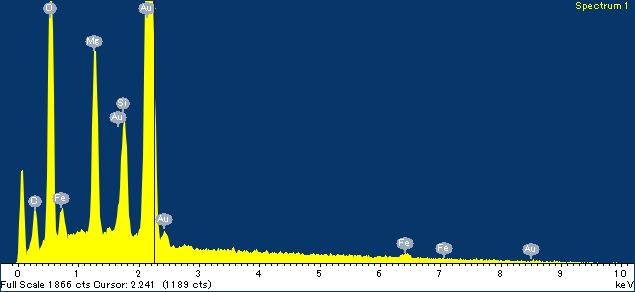 Spectrum 1
O
Au
Mg
Si
Au
O
Fe
Au
Fe
Fe
Au
0 1 2 3 4 5 6 7 8 9 10
Full Scale 1866 cts Cursor: 2.241 (1189 cts) keV